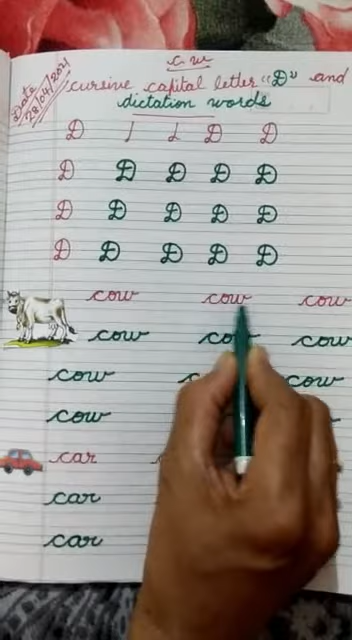 c.w
Date
28/04/2021
cursive capital letter "D" and
dictation words
D D D
D D D D D
D D D D D
D D D D D
cow cow cow
cow cow cow
cow cow
cow
car
car
car